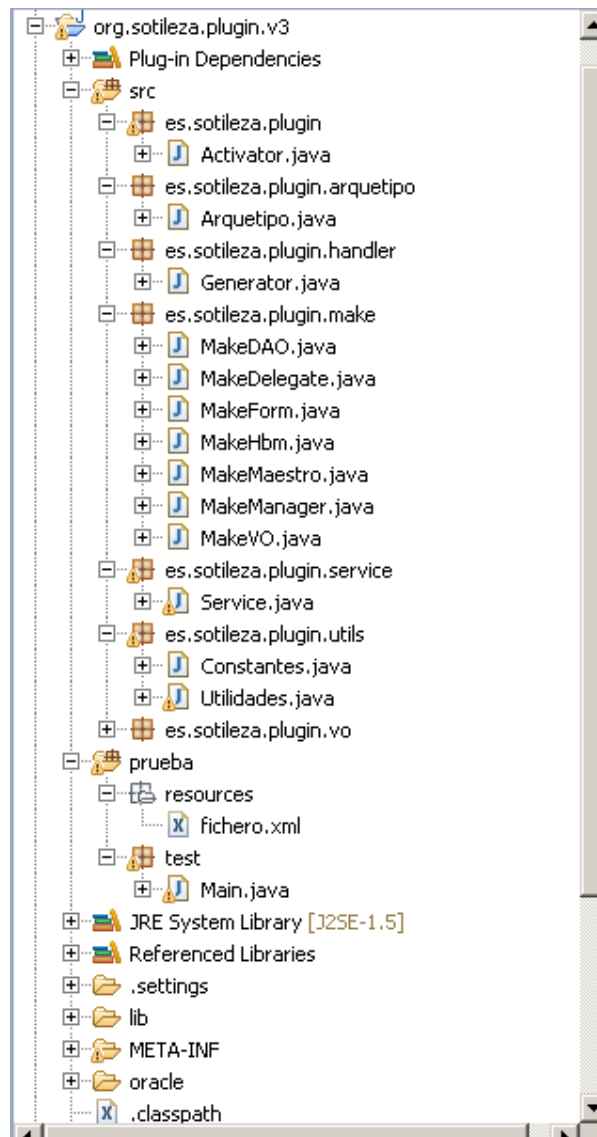 org.sotileza.plugin.v3
Plug-in Dependencies
src
es.sotileza.plugin
Activator.java
es.sotileza.plugin.arquetipo
Arquetipo.java
es.sotileza.plugin.handler
Generator.java
es.sotileza.plugin.make
MakeDAO.java
MakeDelegate.java
MakeForm.java
MakeHbm.java
MakeMaestro.java
MakeManager.java
MakeVO.java
es.sotileza.plugin.service
Service.java
es.sotileza.plugin.utils
Constantes.java
Utilidades.java
es.sotileza.plugin.vo
prueba
resources
fichero.xml
test
Main.java
JRE System Library [J2SE-1.5]
Referenced Libraries
.settings
lib
META-INF
oracle
.classpath